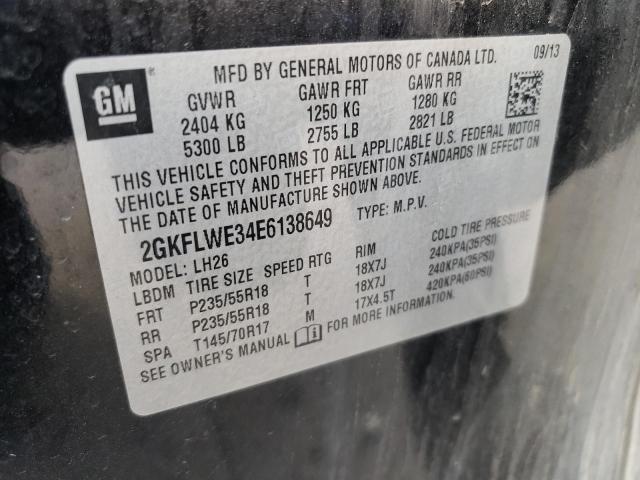 GM
MFD BY GENERAL MOTORS OF CANADA LTD. 09/13
GVWR GAWR FRT GAWR RR
2404 KG 1250 KG 1280 KG
5300 LB 2755 LB 2821 LB
THIS VEHICLE CONFORMS TO ALL APPLICABLE U.S. FEDERAL MOTOR
VEHICLE SAFETY AND THEFT PREVENTION STANDARDS IN EFFECT ON
THE DATE OF MANUFACTURE SHOWN ABOVE.
2GKFLWE34E6138649 TYPE: M.P.V.
MODEL: LH26
LBDM TIRE SIZE SPEED RTG RIM COLD TIRE PRESSURE
FRT P235/55R18 T 18X7J 240KPA(35PSI)
RR P235/55R18 T 18X7J 240KPA(35PSI)
SPA T145/70R17 M 17X4.5T 420KPA(60PSI)
SEE OWNER'S MANUAL FOR MORE INFORMATION.